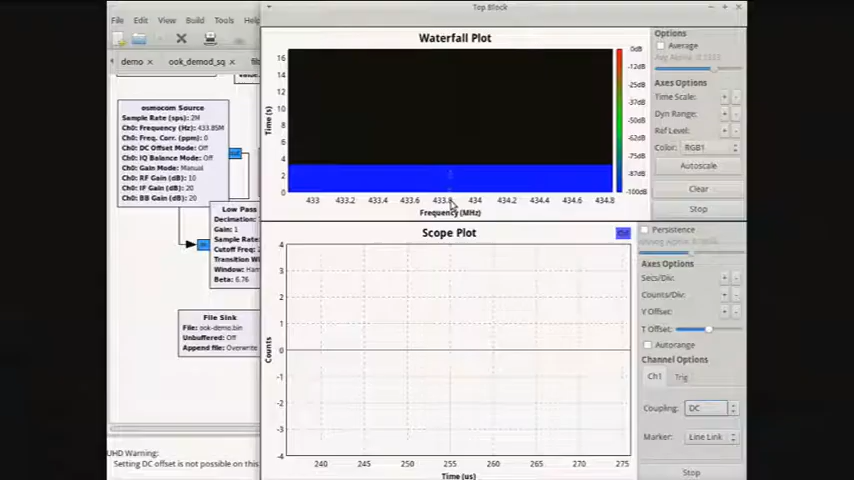 Top Block
File Edit View Build Tools
demo ook_demod_sq
osmocom Source
Sample Rate (sps): 2M
Ch0: Frequency (Hz): 433.85M
Ch0: Freq. Corr. (ppm): 0
Ch0: DC Offset Mode: Off
Ch0: IQ Balance Mode: Off
Ch0: Gain Mode: Manual
Ch0: RF Gain (dB): 10
Ch0: IF Gain (dB): 20
Ch0: BB Gain (dB): 20
Low Pass
Decimation:
Gain: 1
Sample Rate:
Cutoff Freq: 2
Transition Wi
Window: Ham
Beta: 6.76
File Sink
File: ook-demo.bin
Unbuffered: Off
Append file: Overwrite
UHD Warning:
Setting DC offset is not possible on this
Waterfall Plot
Time (s)
16
14
12
10
8
6
4
2
0
433 433.2 433.4 433.6 433.8 434 434.2 434.4 434.6 434.8
Frequency (MHz)
0dB
-12dB
-25dB
-37dB
-50dB
-62dB
-75dB
-87dB
-100dB
Options
Average
Avg Alpha: 0.1333
Axes Options
Time Scale: + -
Dyn Range: + -
Ref Level: + -
Color: RGB1
Autoscale
Clear
Stop
Scope Plot
Ch1
Counts
4
3
2
1
0
-1
-2
-3
-4
240 245 250 255 260 265 270 275
Time (us)
Persistence
Axes Options
Secs/Div: + -
Counts/Div: + -
Y Offset: + -
T Offset:
Autorange
Channel Options
Ch1 Trig
Coupling: DC
Marker: Line Link
Stop